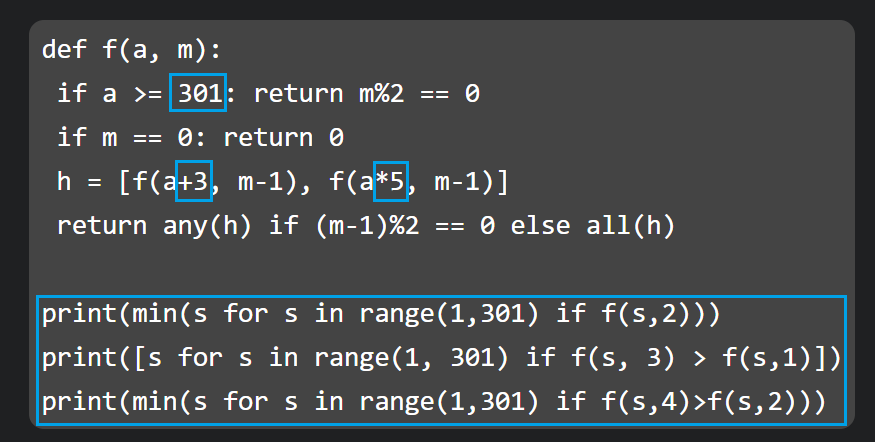 def f(a, m):
 if a >= 301: return m%2 == 0
 if m == 0: return 0
 h = [f(a+3, m-1), f(a*5, m-1)]
 return any(h) if (m-1)%2 == 0 else all(h)

print(min(s for s in range(1,301) if f(s,2)))
print([s for s in range(1, 301) if f(s, 3) > f(s,1)])
print(min(s for s in range(1,301) if f(s,4)>f(s,2)))